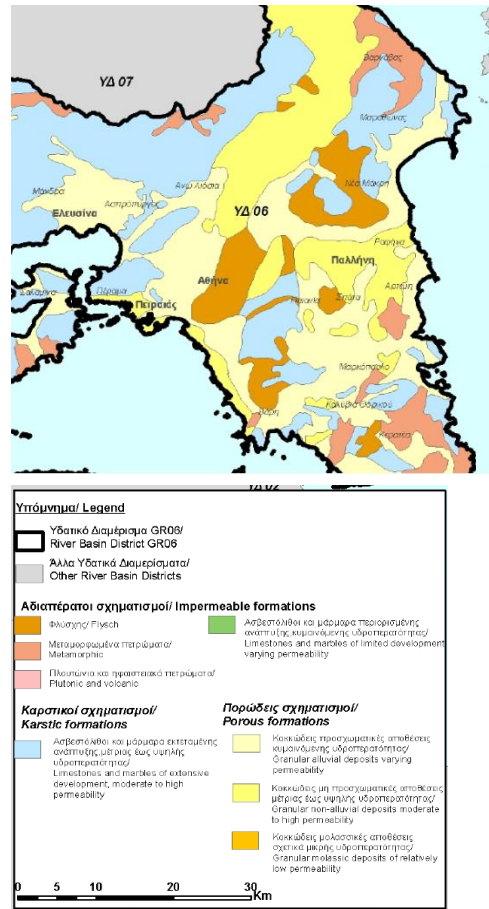 ΥΔ 07
Βαρνάβας
Μαραθώνας
Άνω Λιόσια
Μάνδρα
Ασπρόπυργος
Ελευσίνα
Νέα Μάκρη
ΥΔ 06
Ραφήνα
Παλλήνη
Αθήνα
Σαλαμίνα
Πέραμα
Πειραιάς
Παιανία
Σπάτα
Αρτέμη
Μαρκόπουλο
Καλύβια Θορικού
Βάρη
Κερατέα
ΥΔ 02
Υπόμνημα/ Legend
Υδατικό Διαμέρισμα GR06/
River Basin District GR06
Άλλα Υδατικά Διαμερίσματα/
Other River Basin Districts
Αδιαπέρατοι σχηματισμοί/ Impermeable formations
Φλύσχης/ Flysch
Μεταμορφωμένα πετρώματα/
Metamorphic
Πλουτώνια και ηφαιστειακά πετρώματα/
Plutonic and volcanic
Ασβεστόλιθοι και μάρμαρα περιορισμένης
ανάπτυξης,κυμαινόμενης υδροπερατότητας/
Limestones and marbles of limited development
varying permeability
Καρστικοί σχηματισμοί/
Karstic formations
Ασβεστόλιθοι και μάρμαρα εκτεταμένης
ανάπτυξης,μέτριας έως υψηλής
υδροπερατότητας/
Limestones and marbles of extensive
development, moderate to high
permeability
Πορώδεις σχηματισμοί/
Porous formations
Κοκκώδεις προσχωματικές αποθέσεις
κυμαινόμενης υδροπερατότητας/
Granular alluvial deposits varying
permeability
Κοκκώδεις μη προσχωματικές αποθέσεις
μέτριας έως υψηλής υδροπερατότητας/
Granular non-alluvial deposits moderate
to high permeability
Κοκκώδεις μολασσικές αποθέσεις
σχετικά μικρής υδροπερατότητας/
Granular molassic deposits of relatively
low permeability
0 5 10 20 30
Km